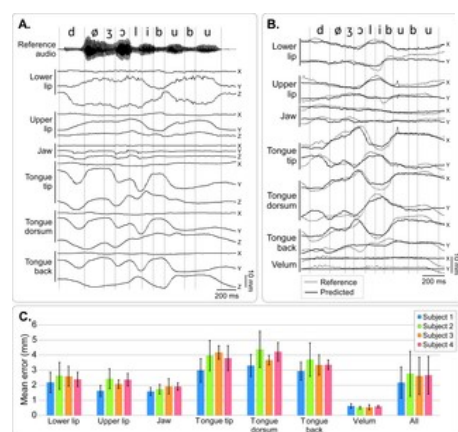 A.
d ø ʒ ɔ l i b u b u
Reference
audio
Lower
lip
Upper
lip
Jaw
Tongue
tip
Tongue
dorsum
Tongue
back
X
Y
Z
X
Y
Z
X
Y
Z
X
Y
Z
X
Y
Z
X
Y
Z
10 mm
200 ms
B.
d ø ʒ ɔ l i b u b u
Lower
lip
Upper
lip
Jaw
Tongue
tip
Tongue
dorsum
Tongue
back
Velum
X
Y
X
Y
X
Y
X
Y
X
Y
X
Y
X
Y
Reference
Predicted
200 ms
C.
Mean error (mm)
6
5
4
3
2
1
0
Subject 1
Subject 2
Subject 3
Subject 4
Lower lip Upper lip Jaw Tongue tip Tongue dorsum Tongue back Velum All